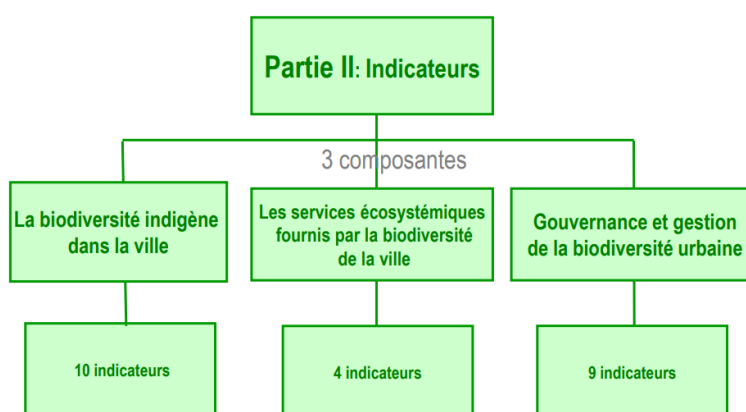 Partie II: Indicateurs
3 composantes
La biodiversité indigène
dans la ville
Les services écosystémiques
fournis par la biodiversité
de la ville
Gouvernance et gestion
de la biodiversité urbaine
10 indicateurs
4 indicateurs
9 indicateurs